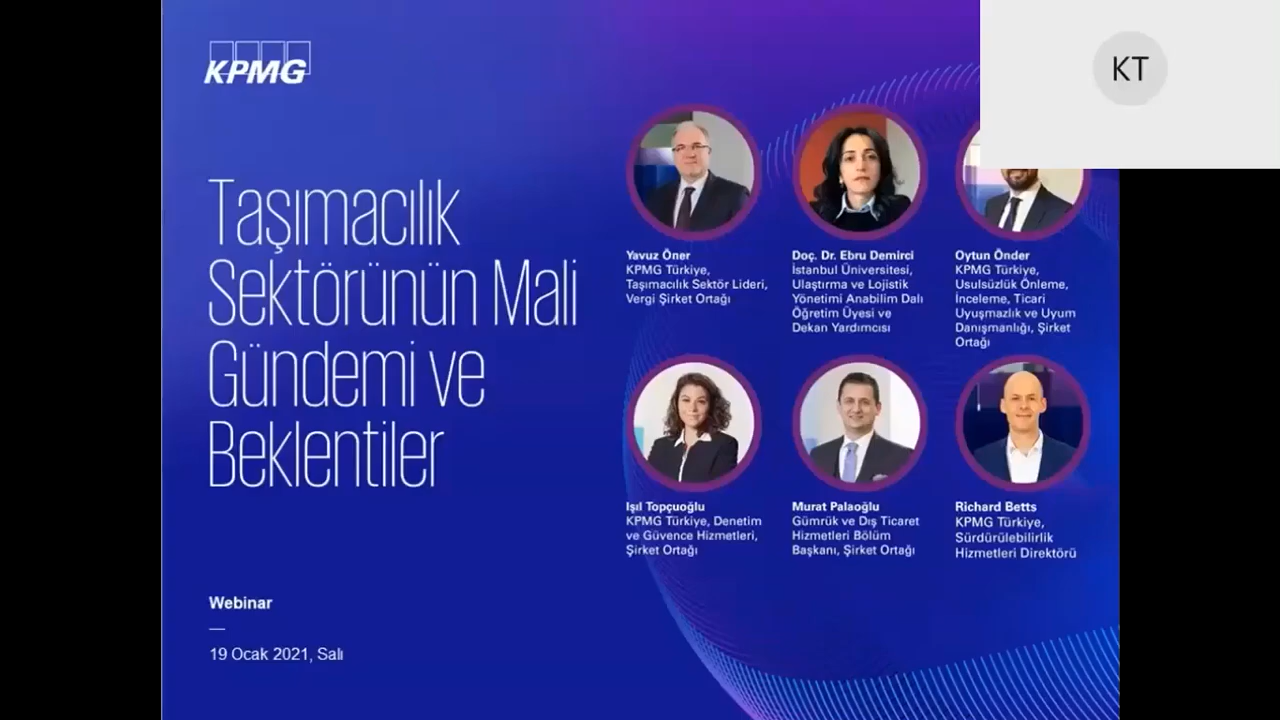 KPMG
KT
Taşımacılık
Sektörünün Mali
Gündemi ve
Beklentiler
Yavuz Öner
KPMG Türkiye,
Taşımacılık Sektör Lideri,
Vergi Şirket Ortağı
Doç. Dr. Ebru Demirci
İstanbul Üniversitesi,
Ulaştırma ve Lojistik
Yönetimi Anabilim Dalı
Öğretim Üyesi ve
Dekan Yardımcısı
Oytun Önder
KPMG Türkiye,
Usulsüzlük Önleme,
İnceleme, Ticari
Uyuşmazlık ve Uyum
Danışmanlığı, Şirket
Ortağı
Işıl Topçuoğlu
KPMG Türkiye, Denetim
ve Güvence Hizmetleri,
Şirket Ortağı
Murat Palaoğlu
Gümrük ve Dış Ticaret
Hizmetleri Bölüm
Başkanı, Şirket Ortağı
Richard Betts
KPMG Türkiye,
Sürdürülebilirlik
Hizmetleri Direktörü
Webinar
19 Ocak 2021, Salı